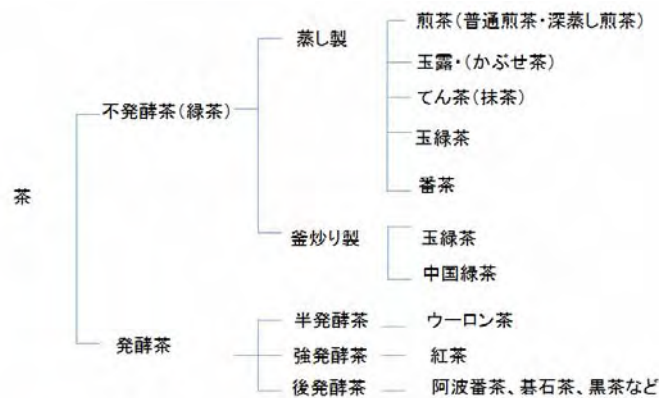 茶
不発酵茶(緑茶)
蒸し製
煎茶(普通煎茶・深蒸し煎茶)
玉露・(かぶせ茶)
てん茶(抹茶)
玉緑茶
番茶
釜炒り製
玉緑茶
中国緑茶
発酵茶
半発酵茶
ウーロン茶
強発酵茶
紅茶
後発酵茶
阿波番茶、碁石茶、黒茶など